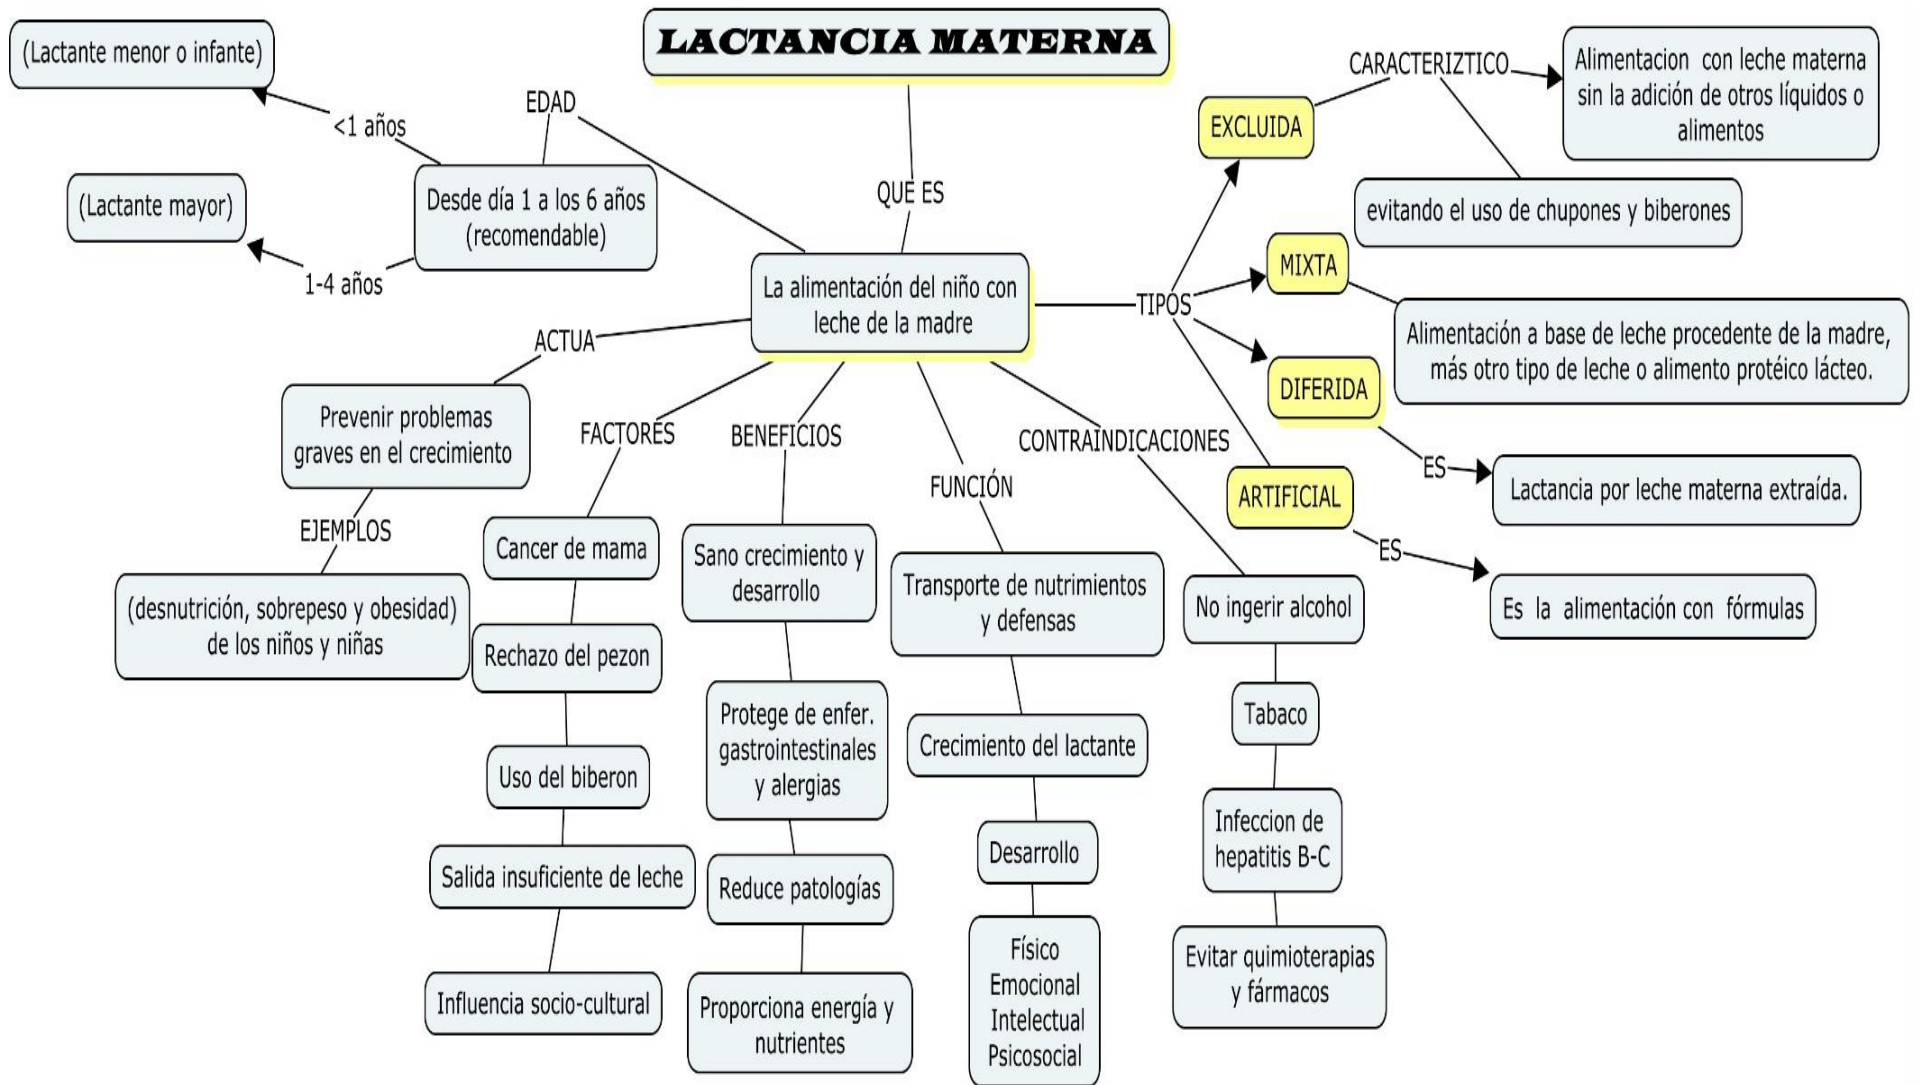 LACTANCIA MATERNA
QUE ES
La alimentación del niño con
leche de la madre
EDAD
Desde día 1 a los 6 años
(recomendable)
<1 años
(Lactante menor o infante)
1-4 años
(Lactante mayor)
ACTUA
Prevenir problemas
graves en el crecimiento
EJEMPLOS
(desnutrición, sobrepeso y obesidad)
de los niños y niñas
FACTORES
Cancer de mama
Rechazo del pezon
Uso del biberon
Salida insuficiente de leche
Influencia socio-cultural
BENEFICIOS
Sano crecimiento y
desarrollo
Protege de enfer.
gastrointestinales
y alergias
Reduce patologías
Proporciona energía y
nutrientes
FUNCIÓN
Transporte de nutrimientos
y defensas
Crecimiento del lactante
Desarrollo
Físico
Emocional
Intelectual
Psicosocial
CONTRAINDICACIONES
No ingerir alcohol
Tabaco
Infeccion de
hepatitis B-C
Evitar quimioterapias
y fármacos
TIPOS
EXCLUIDA
CARACTERIZTICO
Alimentacion con leche materna
sin la adición de otros líquidos o
alimentos
evitando el uso de chupones y biberones
MIXTA
Alimentación a base de leche procedente de la madre,
más otro tipo de leche o alimento protéico lácteo.
DIFERIDA
ES
Lactancia por leche materna extraída.
ARTIFICIAL
ES
Es la alimentación con fórmulas